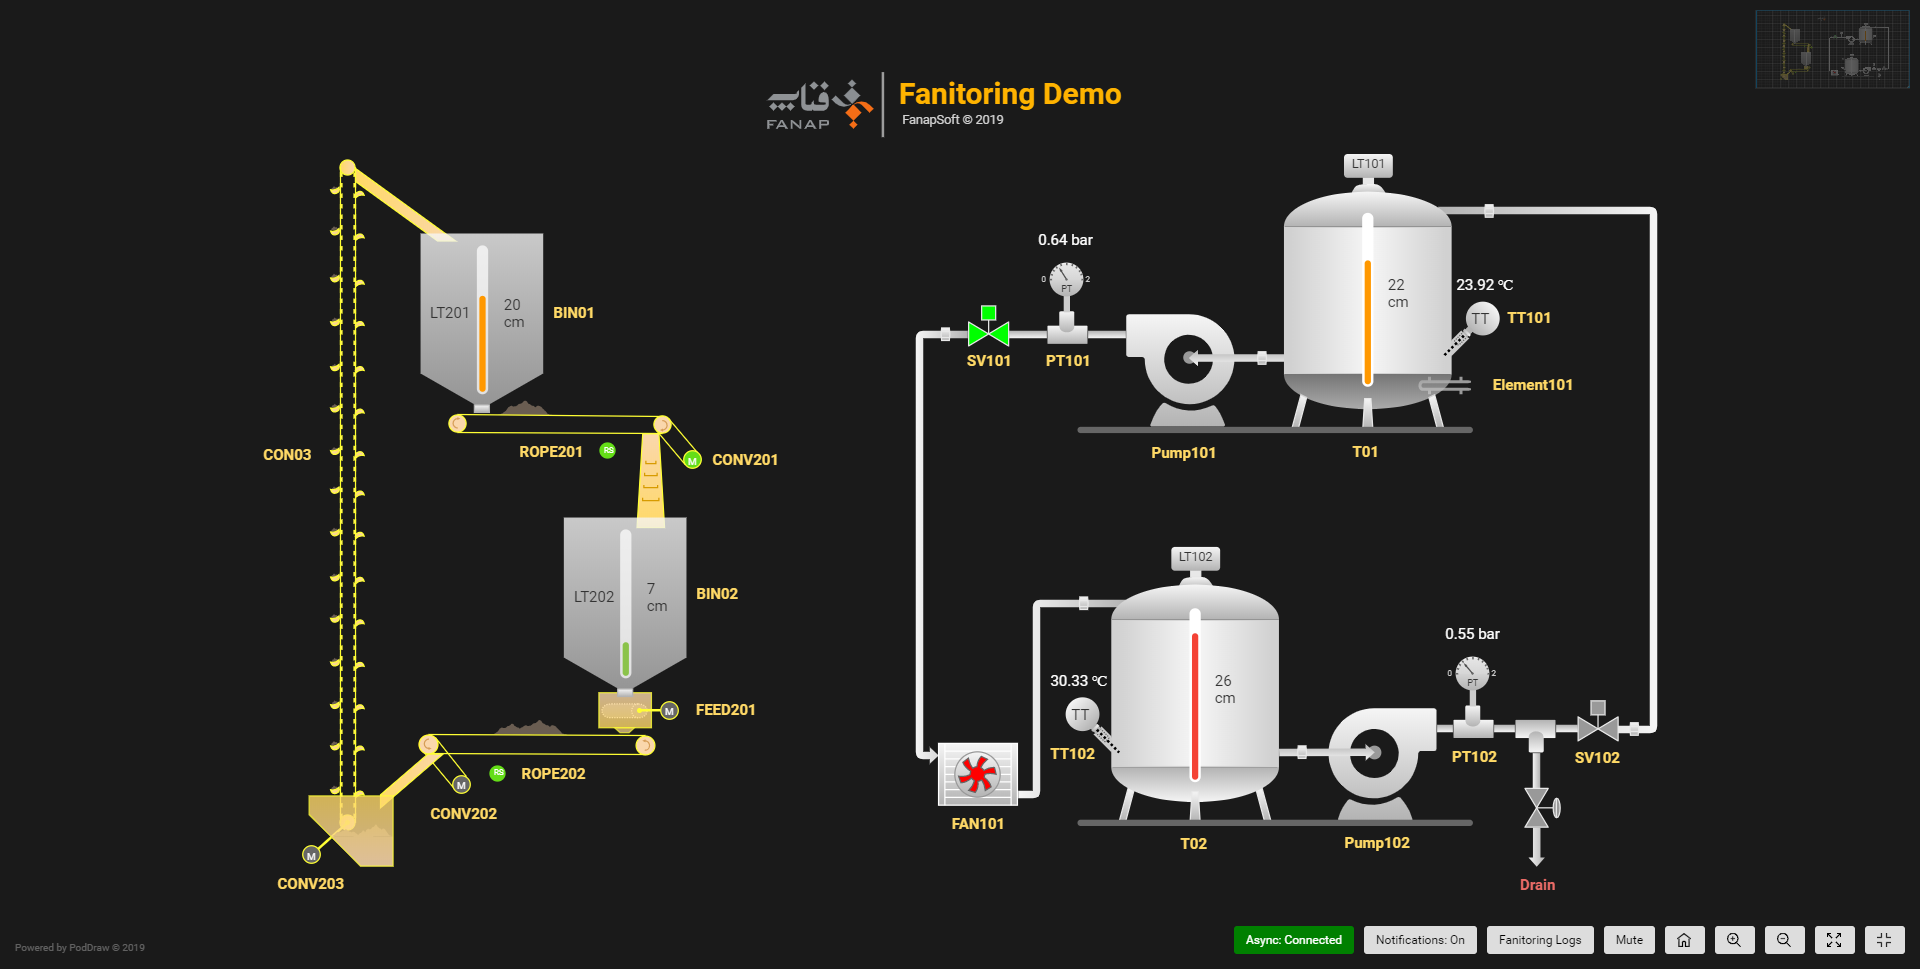 فناپ
FANAP
Fanitoring Demo
FanapSoft © 2019
LT101
0.64 bar
0
2
PT
22
cm
23.92 °C
TT
TT101
SV101
PT101
Element101
Pump101
T01
LT201
20
cm
BIN01
ROPE201
RS
M
CONV201
CON03
LT202
7
cm
BIN02
M
FEED201
RS
ROPE202
M
CONV202
M
CONV203
LT102
26
cm
30.33 °C
TT
TT102
FAN101
T02
0.55 bar
0
2
PT
PT102
SV102
Pump102
Drain
Powered by PodDraw © 2019
Async: Connected
Notifications: On
Fanitoring Logs
Mute